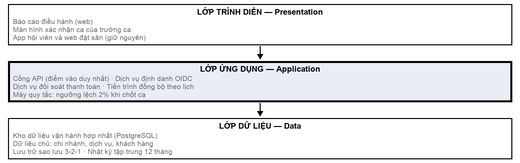 LỚP TRÌNH DIỄN — Presentation
Báo cáo điều hành (web)
Màn hình xác nhận ca của trưởng ca
App hội viên và web đặt sân (giữ nguyên)
LỚP ỨNG DỤNG — Application
Cổng API (điểm vào duy nhất) · Dịch vụ định danh OIDC
Dịch vụ đối soát thanh toán · Tiến trình đồng bộ theo lịch
Máy quy tắc: ngưỡng lệch 2% khi chốt ca
LỚP DỮ LIỆU — Data
Kho dữ liệu vận hành hợp nhất (PostgreSQL)
Dữ liệu chủ: chi nhánh, dịch vụ, khách hàng
Lưu trữ sao lưu 3-2-1 · Nhật ký tập trung 12 tháng